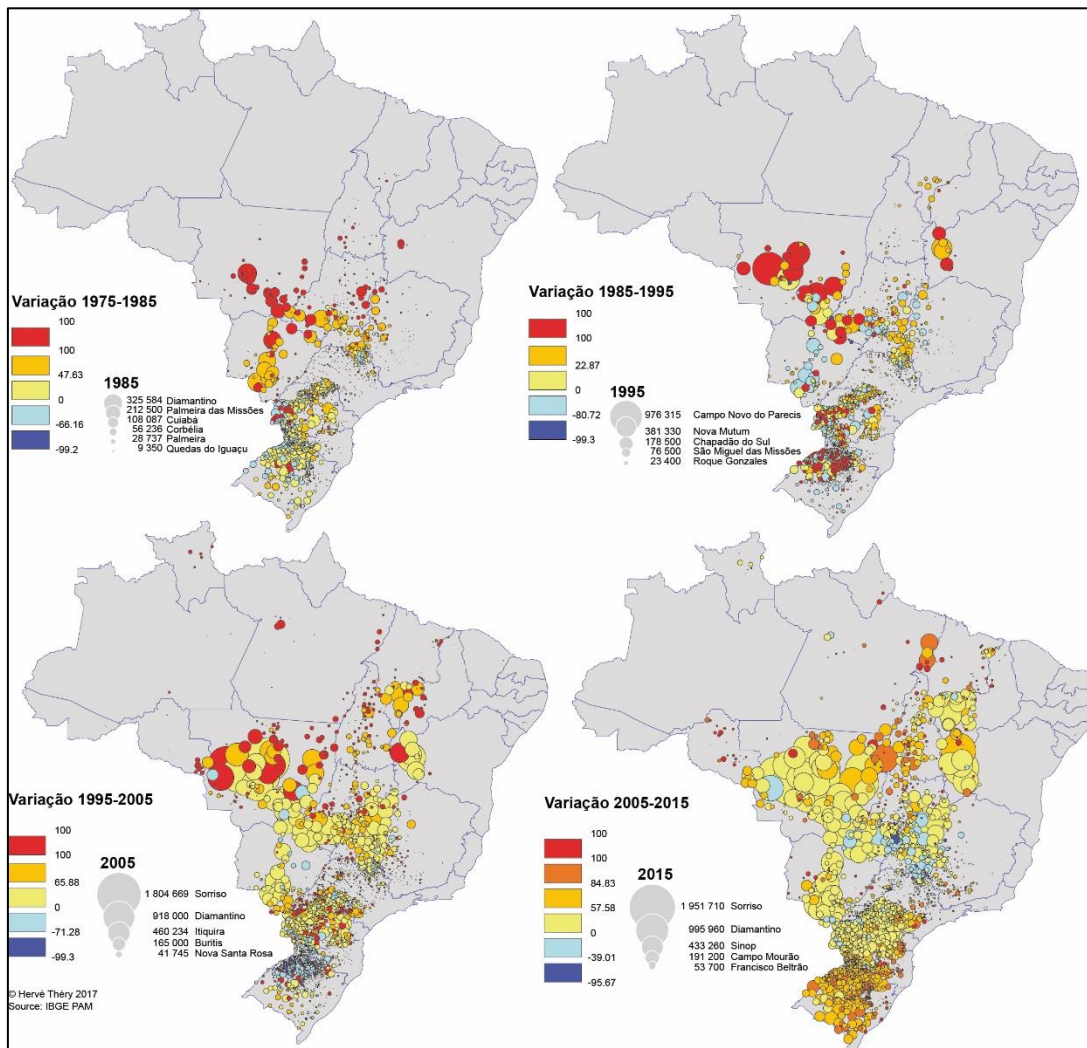 Variação 1975-1985
100
100
47.63
0
-66.16
-99.2
1985
325 584 Diamantino
212 500 Palmeira das Missões
108 087 Cuiabá
56 236 Corbélia
28 737 Palmeira
9 350 Quedas do Iguaçu
Variação 1985-1995
100
100
22.87
0
-80.72
-99.3
1995
976 315 Campo Novo do Parecis
381 330 Nova Mutum
178 500 Chapadão do Sul
76 500 São Miguel das Missões
23 400 Roque Gonzales
Variação 1995-2005
100
100
65.88
0
-71.28
-99.3
2005
1 804 669 Sorriso
918 000 Diamantino
460 234 Itiquira
165 000 Buritis
41 745 Nova Santa Rosa
© Hervé Théry 2017
Source: IBGE PAM
Variação 2005-2015
100
100
84.83
57.58
0
-39.01
-95.67
2015
1 951 710 Sorriso
995 960 Diamantino
433 260 Sinop
191 200 Campo Mourão
53 700 Francisco Beltrão